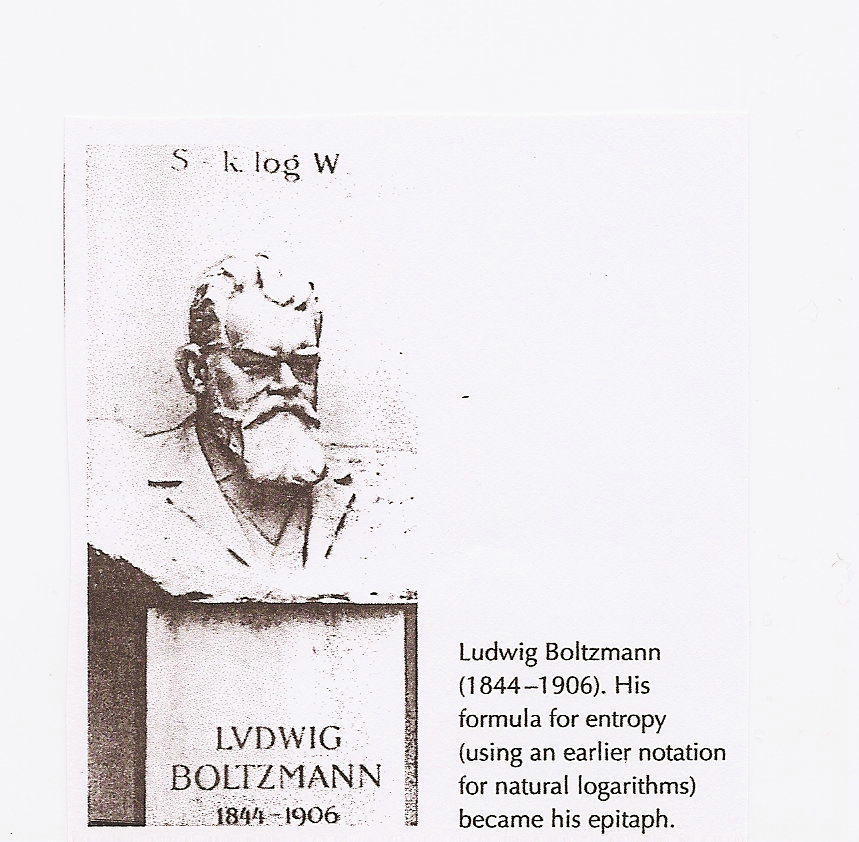 S - k. log W
LVDWIG
BOLTZMANN
1844-1906
Ludwig Boltzmann
(1844–1906). His
formula for entropy
(using an earlier notation
for natural logarithms)
became his epitaph.